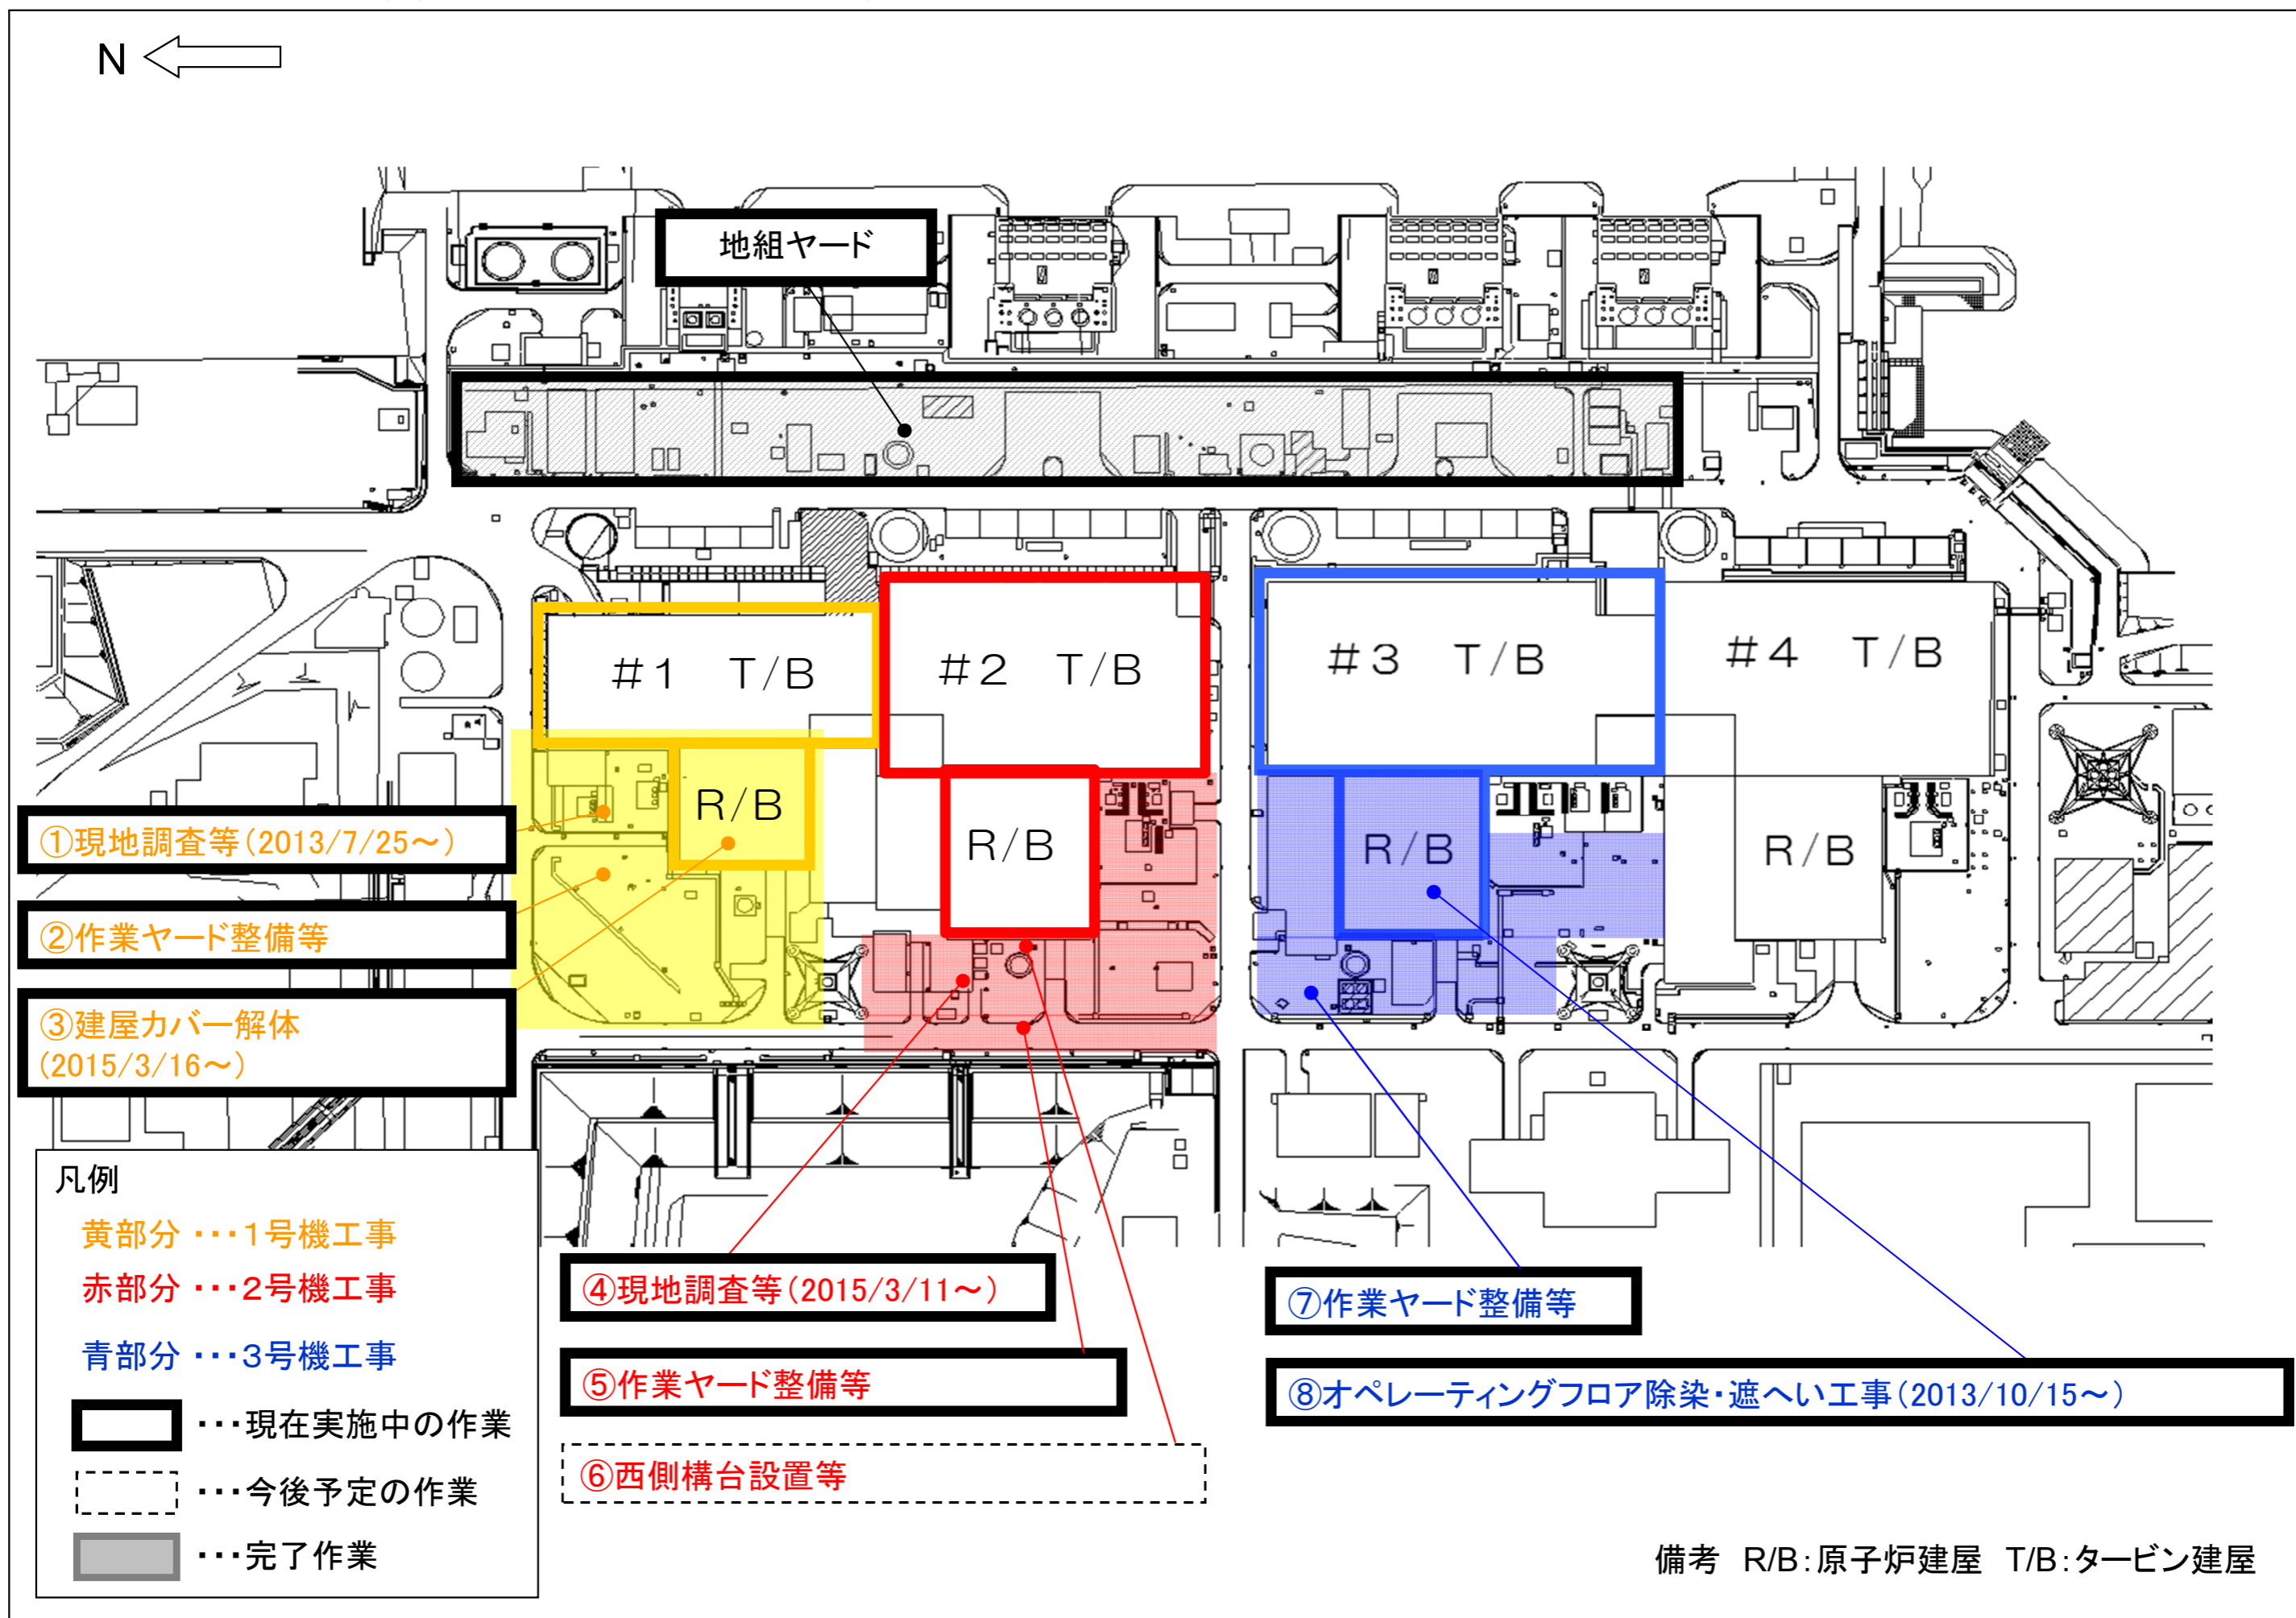 N
地組ヤード
#1 T/B
#2 T/B
#3 T/B
#4 T/B
R/B
R/B
R/B
R/B
①現地調査等(2013/7/25～)
②作業ヤード整備等
③建屋カバー解体
(2015/3/16～)
④現地調査等(2015/3/11～)
⑤作業ヤード整備等
⑥西側構台設置等
⑦作業ヤード整備等
⑧オペレーティングフロア除染・遮へい工事(2013/10/15～)
凡例
黄部分 ・・・1号機工事
赤部分 ・・・2号機工事
青部分 ・・・3号機工事
・・・現在実施中の作業
・・・今後予定の作業
・・・完了作業
備考 R/B:原子炉建屋 T/B:タービン建屋